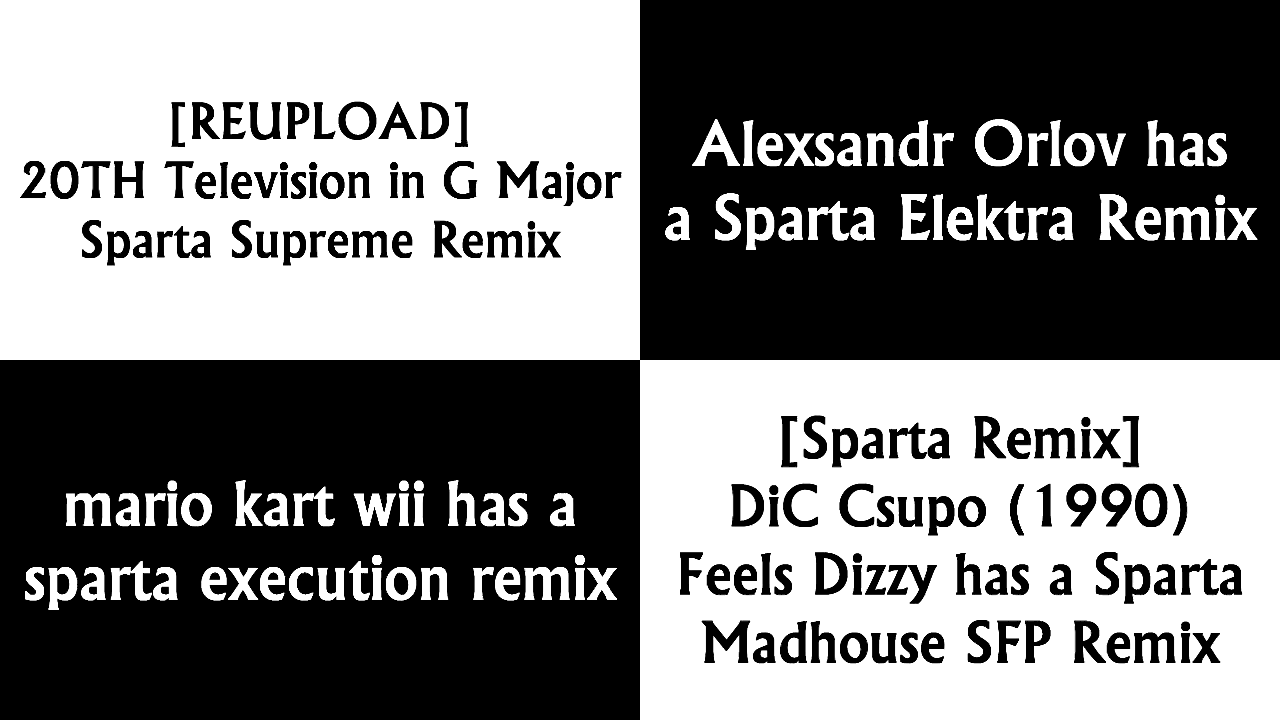 [REUPLOAD]
20TH Television in G Major
Sparta Supreme Remix
Alexsandr Orlov has
a Sparta Elektra Remix
mario kart wii has a
sparta execution remix
[Sparta Remix]
DiC Csupo (1990)
Feels Dizzy has a Sparta
Madhouse SFP Remix